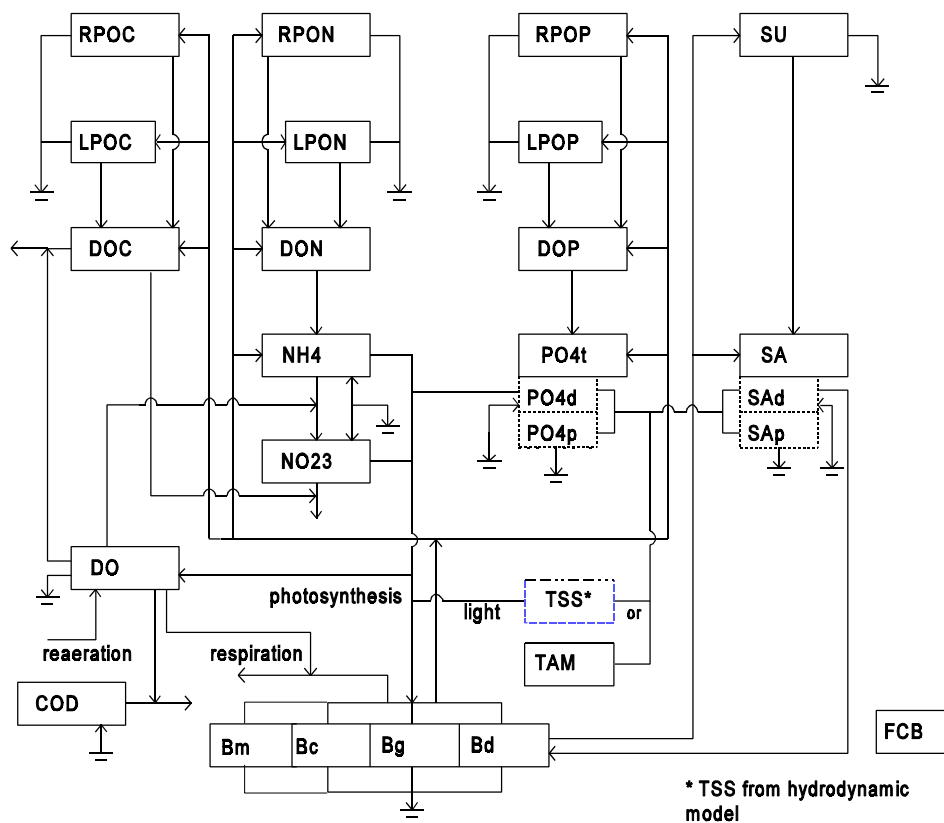 RPOC
RPON
RPOP
SU
LPOC
LPON
LPOP
DOC
DON
DOP
NH4
PO4t
SA
PO4d
SAd
PO4p
SAp
NO23
DO
photosynthesis
light
TSS*
or
reaeration
respiration
TAM
COD
FCB
Bm
Bc
Bg
Bd
* TSS from hydrodynamic
model